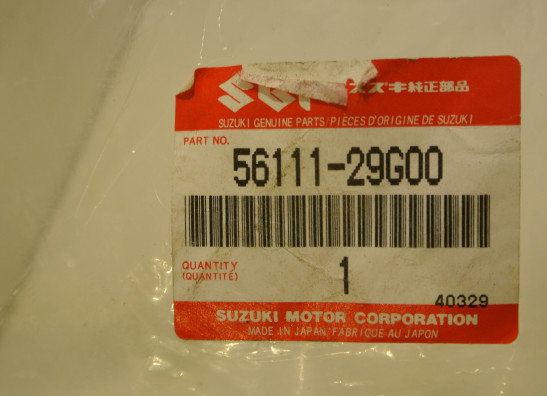 スズキ純正部品
SUZUKI GENUINE PARTS/PIÈCES D'ORIGINE DE SUZUKI
PART NO.
56111-29G00
QUANTITY
(QUANTITÉ)
1
40329
SUZUKI MOTOR CORPORATION
MADE IN JAPAN/FABRIQUÉ AU JAPON